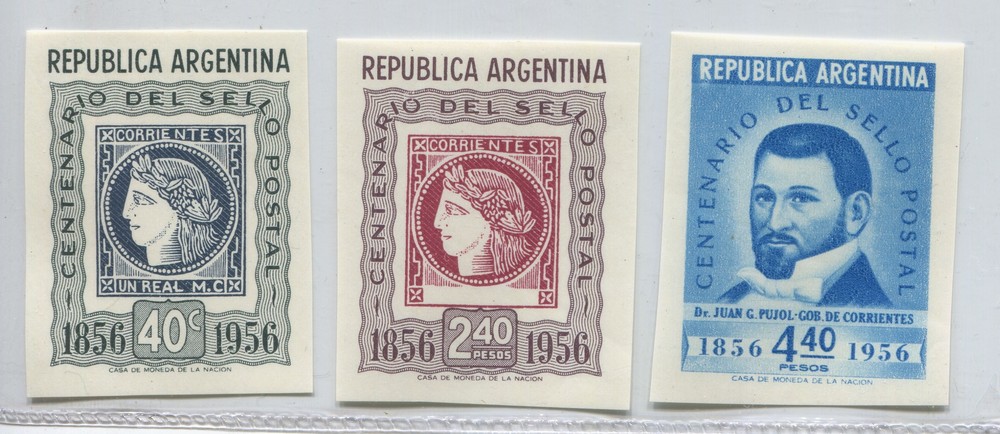 REPUBLICA ARGENTINA
CENTENARIO DEL SELLO POSTAL
CORRIENTES
UN REAL M.C
1856 40c 1956
CASA DE MONEDA DE LA NACION
REPUBLICA ARGENTINA
CENTENARIO DEL SELLO POSTAL
CORRIENTES
1856 2.40 1956
PESOS
CASA DE MONEDA DE LA NACION
REPUBLICA ARGENTINA
CENTENARIO DEL SELLO POSTAL
Dr. JUAN G. PUJOL-GOB. DE CORRIENTES
1856 4.40 1956
PESOS
CASA DE MONEDA DE LA NACION